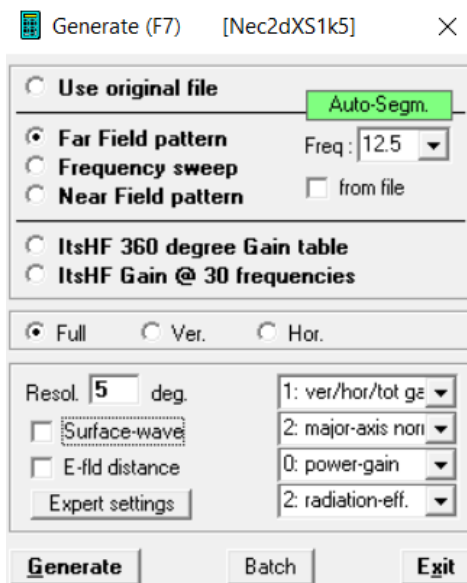 Generate (F7) [Nec2dXS1k5]
Use original file
Auto-Segm.
Far Field pattern
Freq : 12.5
Frequency sweep
Near Field pattern
from file
ItsHF 360 degree Gain table
ItsHF Gain @ 30 frequencies
Full Ver. Hor.
Resol. 5 deg.
1: ver/hor/tot ga
Surface-wave
2: major-axis nori
E-fld distance
0: power-gain
Expert settings
2: radiation-eff.
Generate Batch Exit